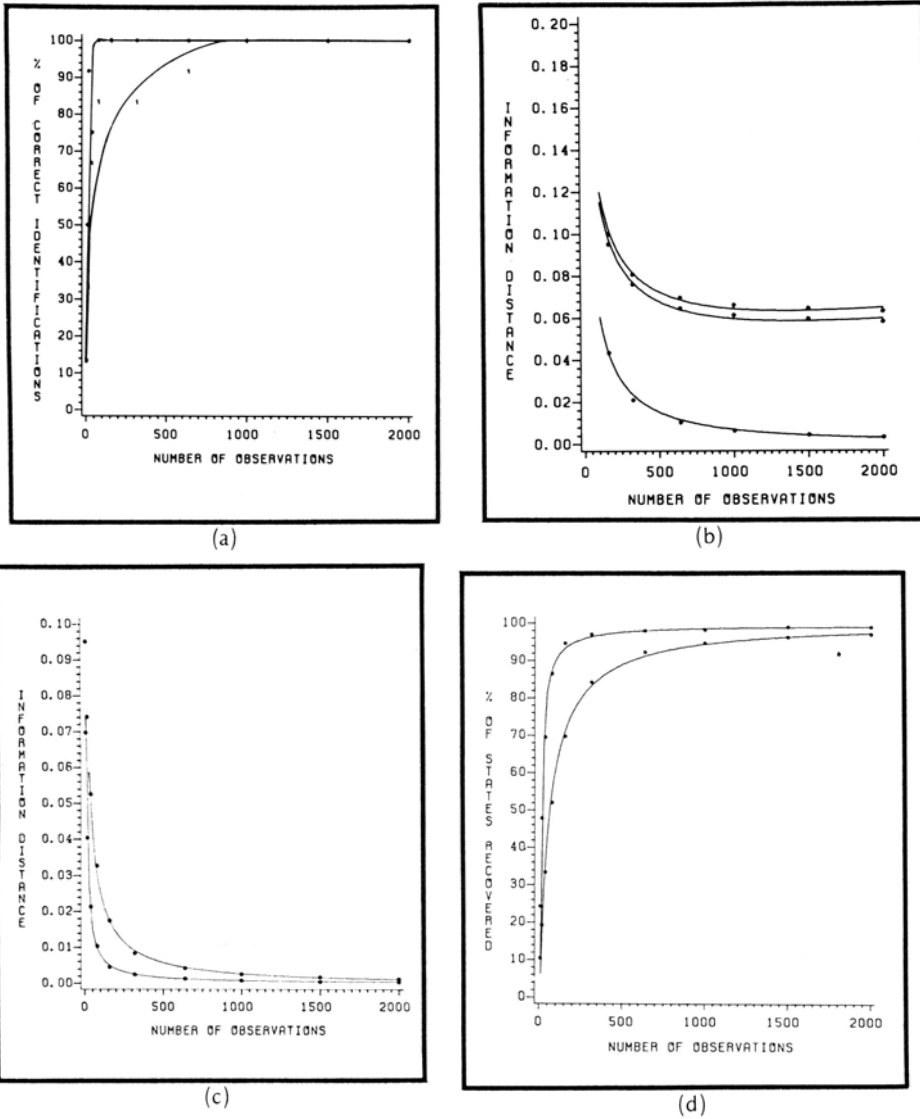 % OF CORRECT IDENTIFICATIONS
100
90
80
70
60
50
40
30
20
10
0
0 500 1000 1500 2000
NUMBER OF OBSERVATIONS
(a)
INFORMATION DISTANCE
0.20
0.18
0.16
0.14
0.12
0.10
0.08
0.06
0.04
0.02
0.00
0 500 1000 1500 2000
NUMBER OF OBSERVATIONS
(b)
INFORMATION DISTANCE
0.10
0.09
0.08
0.07
0.06
0.05
0.04
0.03
0.02
0.01
0.00
0 500 1000 1500 2000
NUMBER OF OBSERVATIONS
(c)
% OF STATES RECOVERED
100
90
80
70
60
50
40
30
20
10
0
0 500 1000 1500 2000
NUMBER OF OBSERVATIONS
(d)